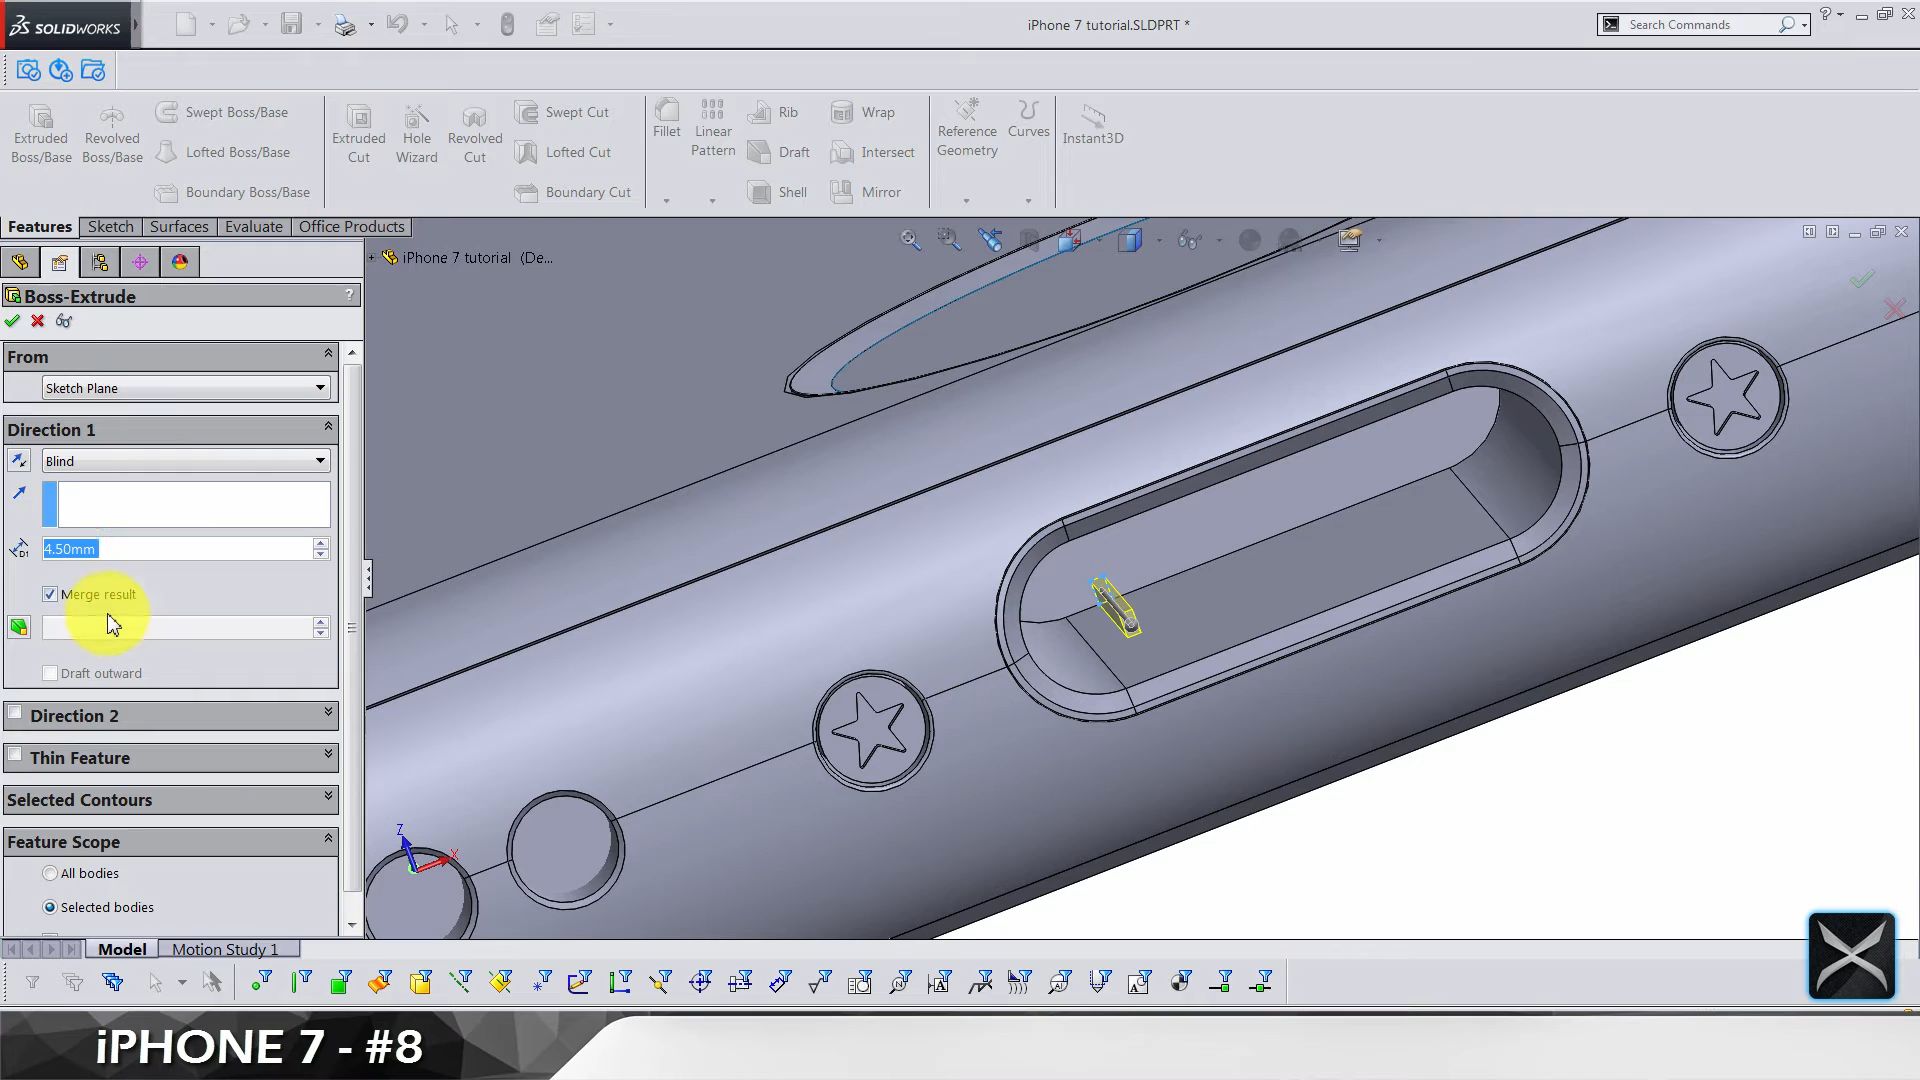 SOLIDWORKS
iPhone 7 tutorial.SLDPRT *
Search Commands
?
Extruded Boss/Base
Revolved Boss/Base
Swept Boss/Base
Lofted Boss/Base
Boundary Boss/Base
Extruded Cut
Hole Wizard
Revolved Cut
Swept Cut
Lofted Cut
Boundary Cut
Fillet
Linear Pattern
Rib
Draft
Shell
Wrap
Intersect
Mirror
Reference Geometry
Curves
Instant3D
Features
Sketch
Surfaces
Evaluate
Office Products
iPhone 7 tutorial (De...
Boss-Extrude
?
From
Sketch Plane
Direction 1
Blind
D1
4.50mm
Merge result
Draft outward
Direction 2
Thin Feature
Selected Contours
Feature Scope
All bodies
Selected bodies
Z
X
Model
Motion Study 1
iPHONE 7 - #8